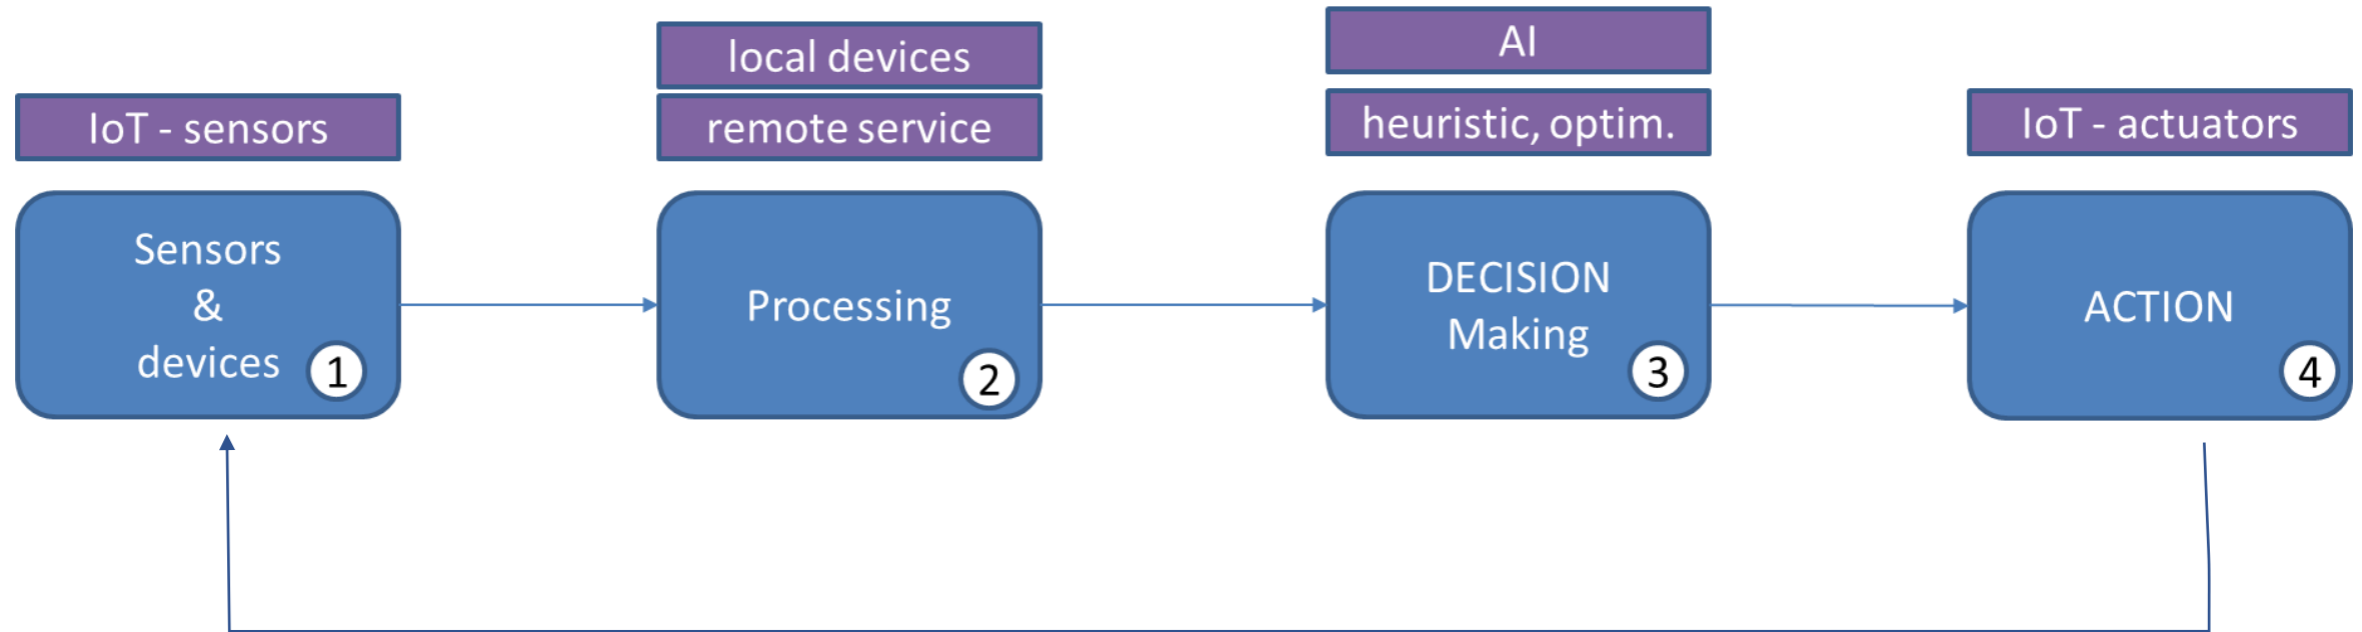 IoT - sensors
Sensors
&
devices
1
local devices
remote service
Processing
2
AI
heuristic, optim.
DECISION
Making
3
IoT - actuators
ACTION
4